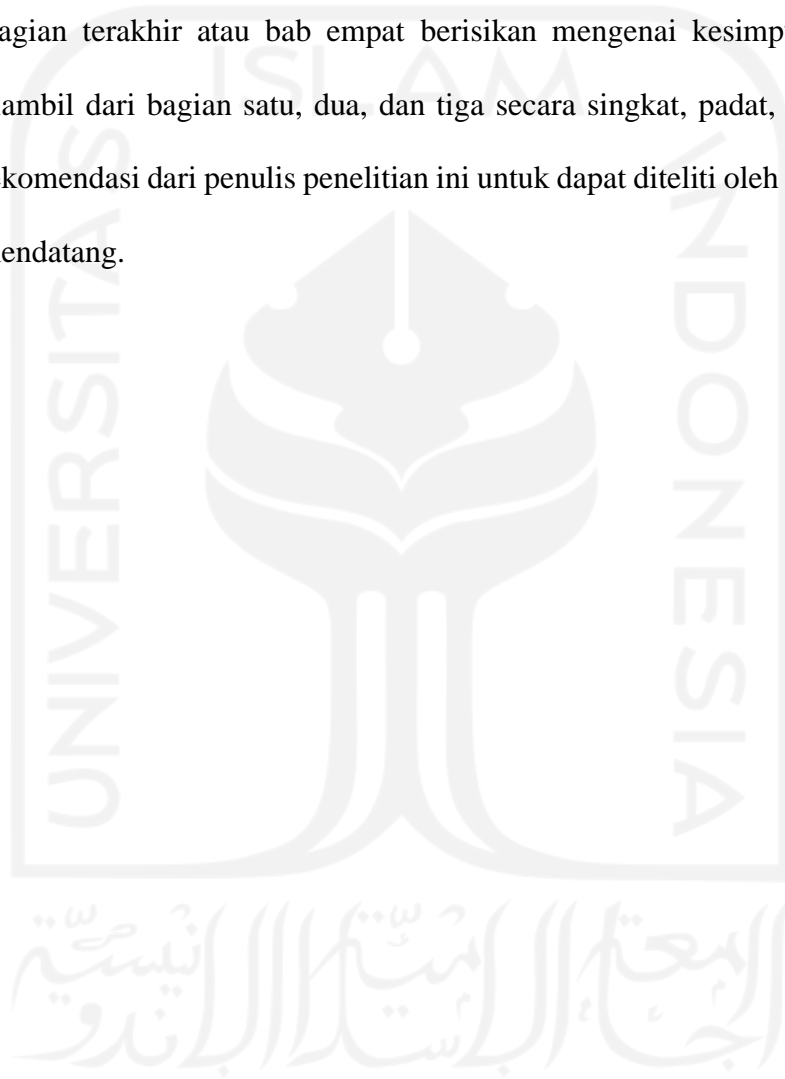 agian terakhir atau bab empat berisikan mengenai kesimp
ambil dari bagian satu, dua, dan tiga secara singkat, padat,
ekomendasi dari penulis penelitian ini untuk dapat diteliti oleh
endatang.
ISLAM
UNIVERSITAS
INDONESIA